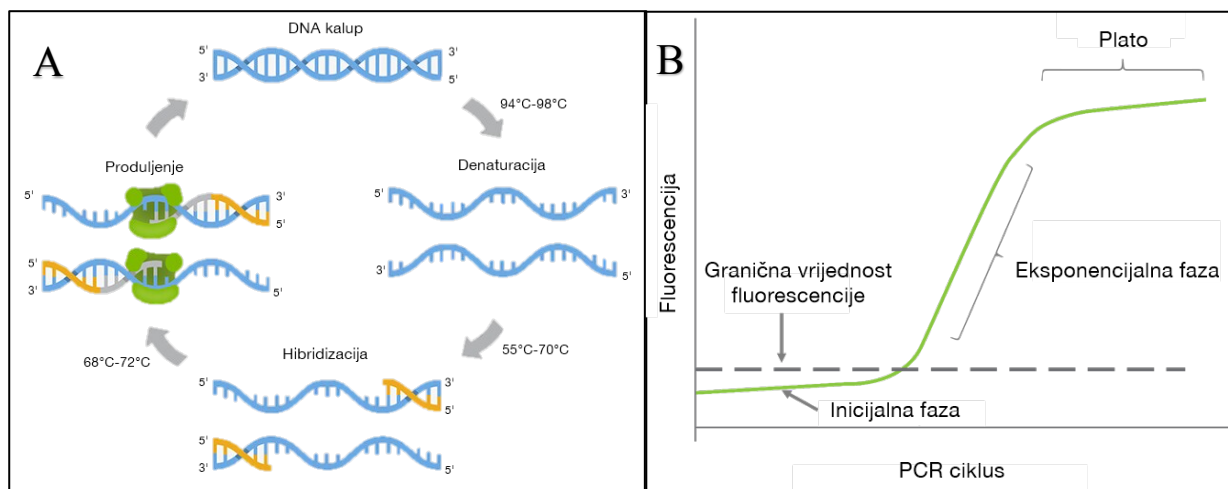 A
DNA kalup
5'
3'
3'
5'
94°C-98°C
Denaturacija
5'
3'
3'
5'
55°C-70°C
Hibridizacija
5'
3'
5'
3'
5'
68°C-72°C
Produljenje
5'
3'
5'
5'
3'
5'
B
Plato
Fluorescencija
Granična vrijednost
fluorescencije
Eksponencijalna faza
Inicijalna faza
PCR ciklus